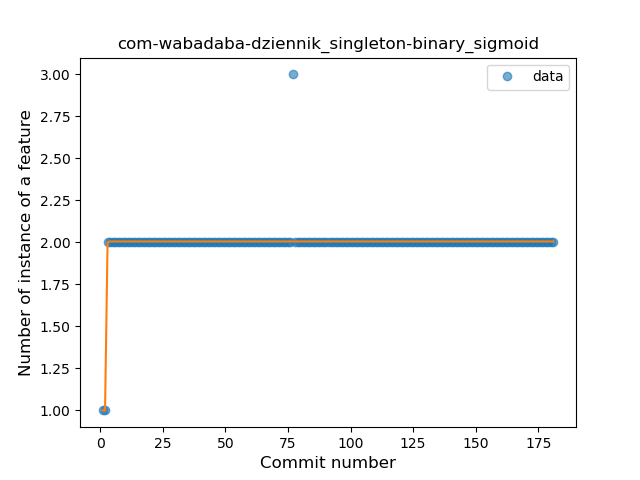 com-wabadaba-dziennik_singleton-binary_sigmoid
data
Number of instance of a feature
3.00
2.75
2.50
2.25
2.00
1.75
1.50
1.25
1.00
0 25 50 75 100 125 150 175
Commit number